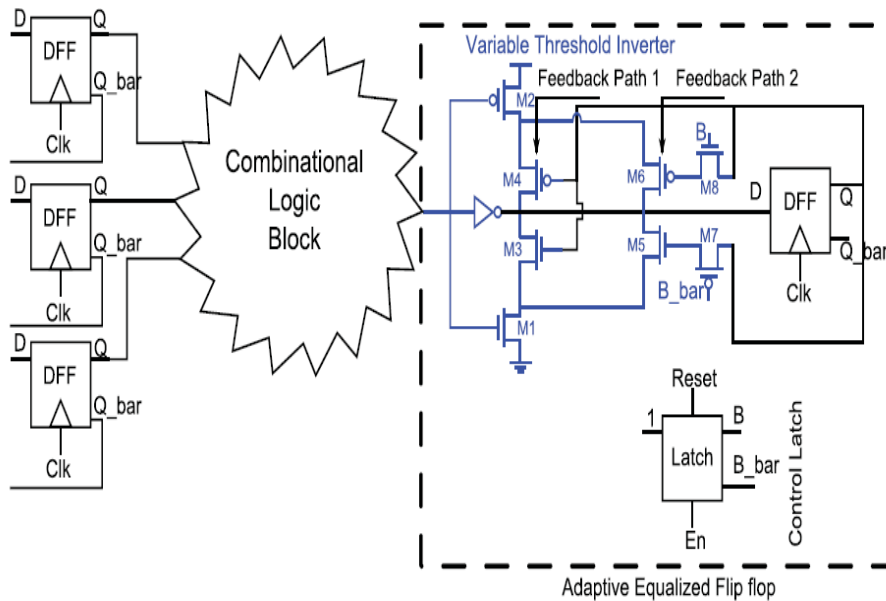 D
Q
DFF
Q_bar
Clk
D
Q
DFF
Q_bar
Clk
D
Q
DFF
Q_bar
Clk
Combinational
Logic
Block
Variable Threshold Inverter
Feedback Path 1
Feedback Path 2
M2
M4
M3
M1
M6
M5
B
M8
M7
B_bar
D
DFF
Q
Q_bar
Clk
Reset
1
Latch
B
B_bar
En
Control Latch
Adaptive Equalized Flip flop